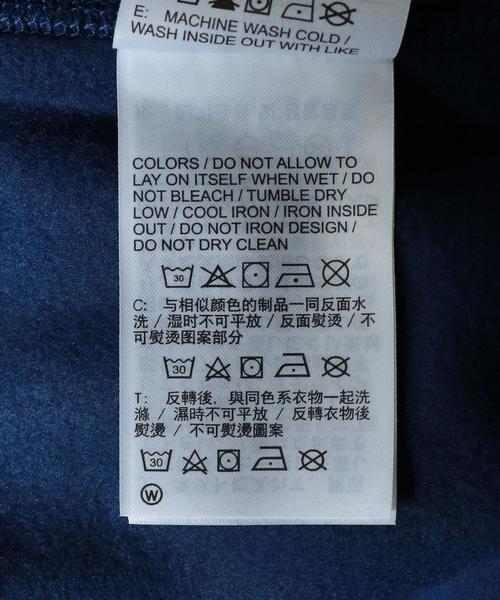 E: MACHINE WASH COLD /
WASH INSIDE OUT WITH LIKE
COLORS / DO NOT ALLOW TO
LAY ON ITSELF WHEN WET / DO
NOT BLEACH / TUMBLE DRY
LOW / COOL IRON / IRON INSIDE
OUT / DO NOT IRON DESIGN /
DO NOT DRY CLEAN
30
C: 与相似颜色的制品一同反面水
洗 / 湿时不可平放 / 反面熨烫 / 不
可熨烫图案部分
30
T: 反轉後, 與同色系衣物一起洗
滌 / 濕時不可平放 / 反轉衣物後
熨燙 / 不可熨燙圖案
30
W